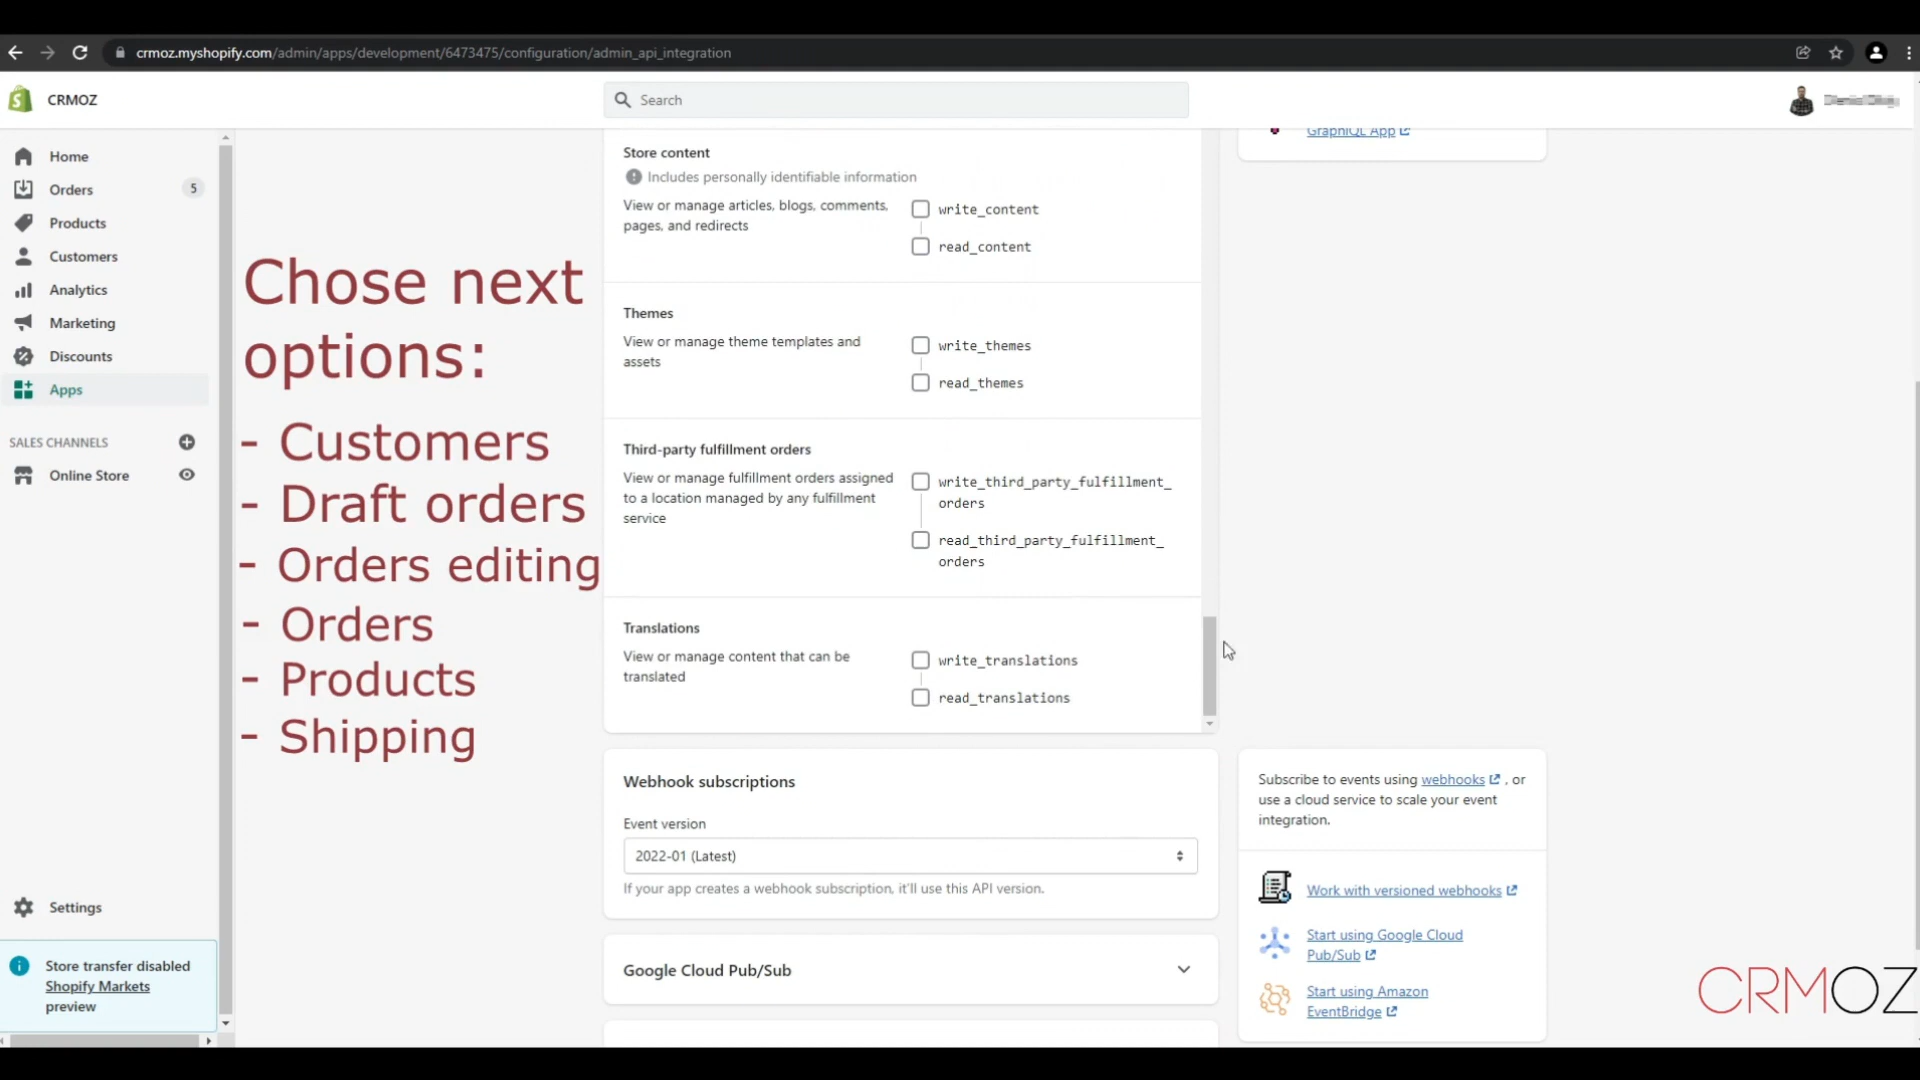 crmoz.myshopify.com/admin/apps/development/6473475/configuration/admin_api_integration
CRMOZ
Search
Home
Orders
5
Products
Customers
Analytics
Marketing
Discounts
Apps
SALES CHANNELS
Online Store
Settings
Store transfer disabled
Shopify Markets
preview
Chose next
options:
- Customers
- Draft orders
- Orders editing
- Orders
- Products
- Shipping
Store content
Includes personally identifiable information
View or manage articles, blogs, comments,
pages, and redirects
write_content
read_content
Themes
View or manage theme templates and
assets
write_themes
read_themes
Third-party fulfillment orders
View or manage fulfillment orders assigned
to a location managed by any fulfillment
service
write_third_party_fulfillment_
orders
read_third_party_fulfillment_
orders
Translations
View or manage content that can be
translated
write_translations
read_translations
Webhook subscriptions
Event version
2022-01 (Latest)
If your app creates a webhook subscription, it'll use this API version.
Google Cloud Pub/Sub
GraphiQL App
Subscribe to events using webhooks , or
use a cloud service to scale your event
integration.
Work with versioned webhooks
Start using Google Cloud
Pub/Sub
Start using Amazon
EventBridge
CRMOZ